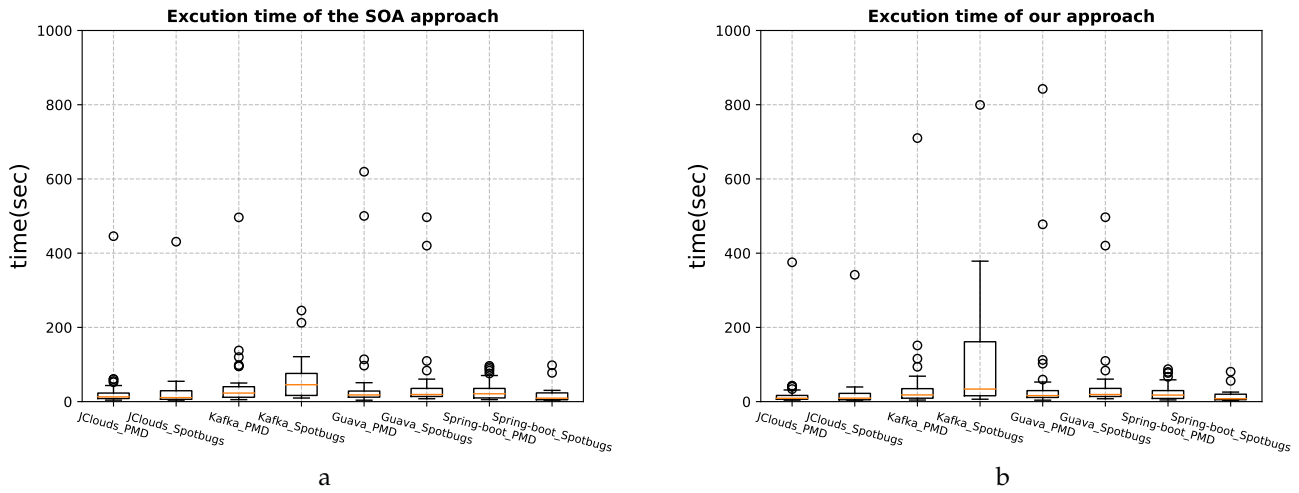 Excution time of the SOA approach
time(sec)
1000
800
600
400
200
0
JClouds_PMD
JClouds_Spotbugs
Kafka_PMD
Kafka_Spotbugs
Guava_PMD
Guava_Spotbugs
Spring-boot_PMD
Spring-boot_Spotbugs
a
Excution time of our approach
time(sec)
1000
800
600
400
200
0
JClouds_PMD
JClouds_Spotbugs
Kafka_PMD
Kafka_Spotbugs
Guava_PMD
Guava_Spotbugs
Spring-boot_PMD
Spring-boot_Spotbugs
b